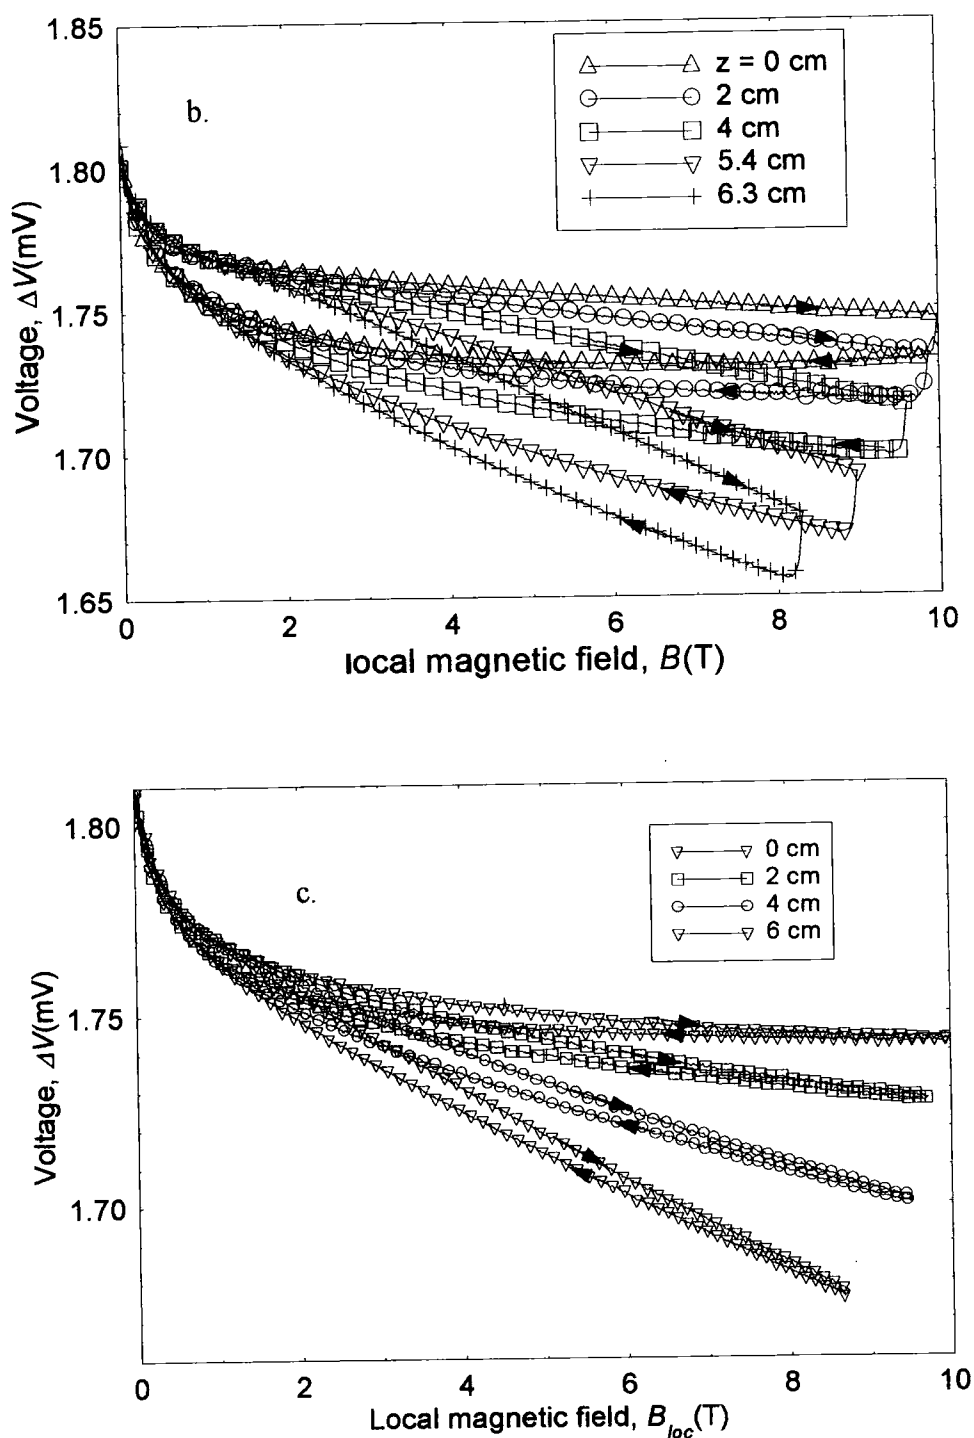 1.85
b.
z = 0 cm
2 cm
4 cm
5.4 cm
6.3 cm
1.80
1.75
1.70
1.65
Voltage, ΔV(mV)
0 2 4 6 8 10
local magnetic field, B(T)
c.
0 cm
2 cm
4 cm
6 cm
1.80
1.75
1.70
Voltage, ΔV(mV)
0 2 4 6 8 10
Local magnetic field, Bloc(T)